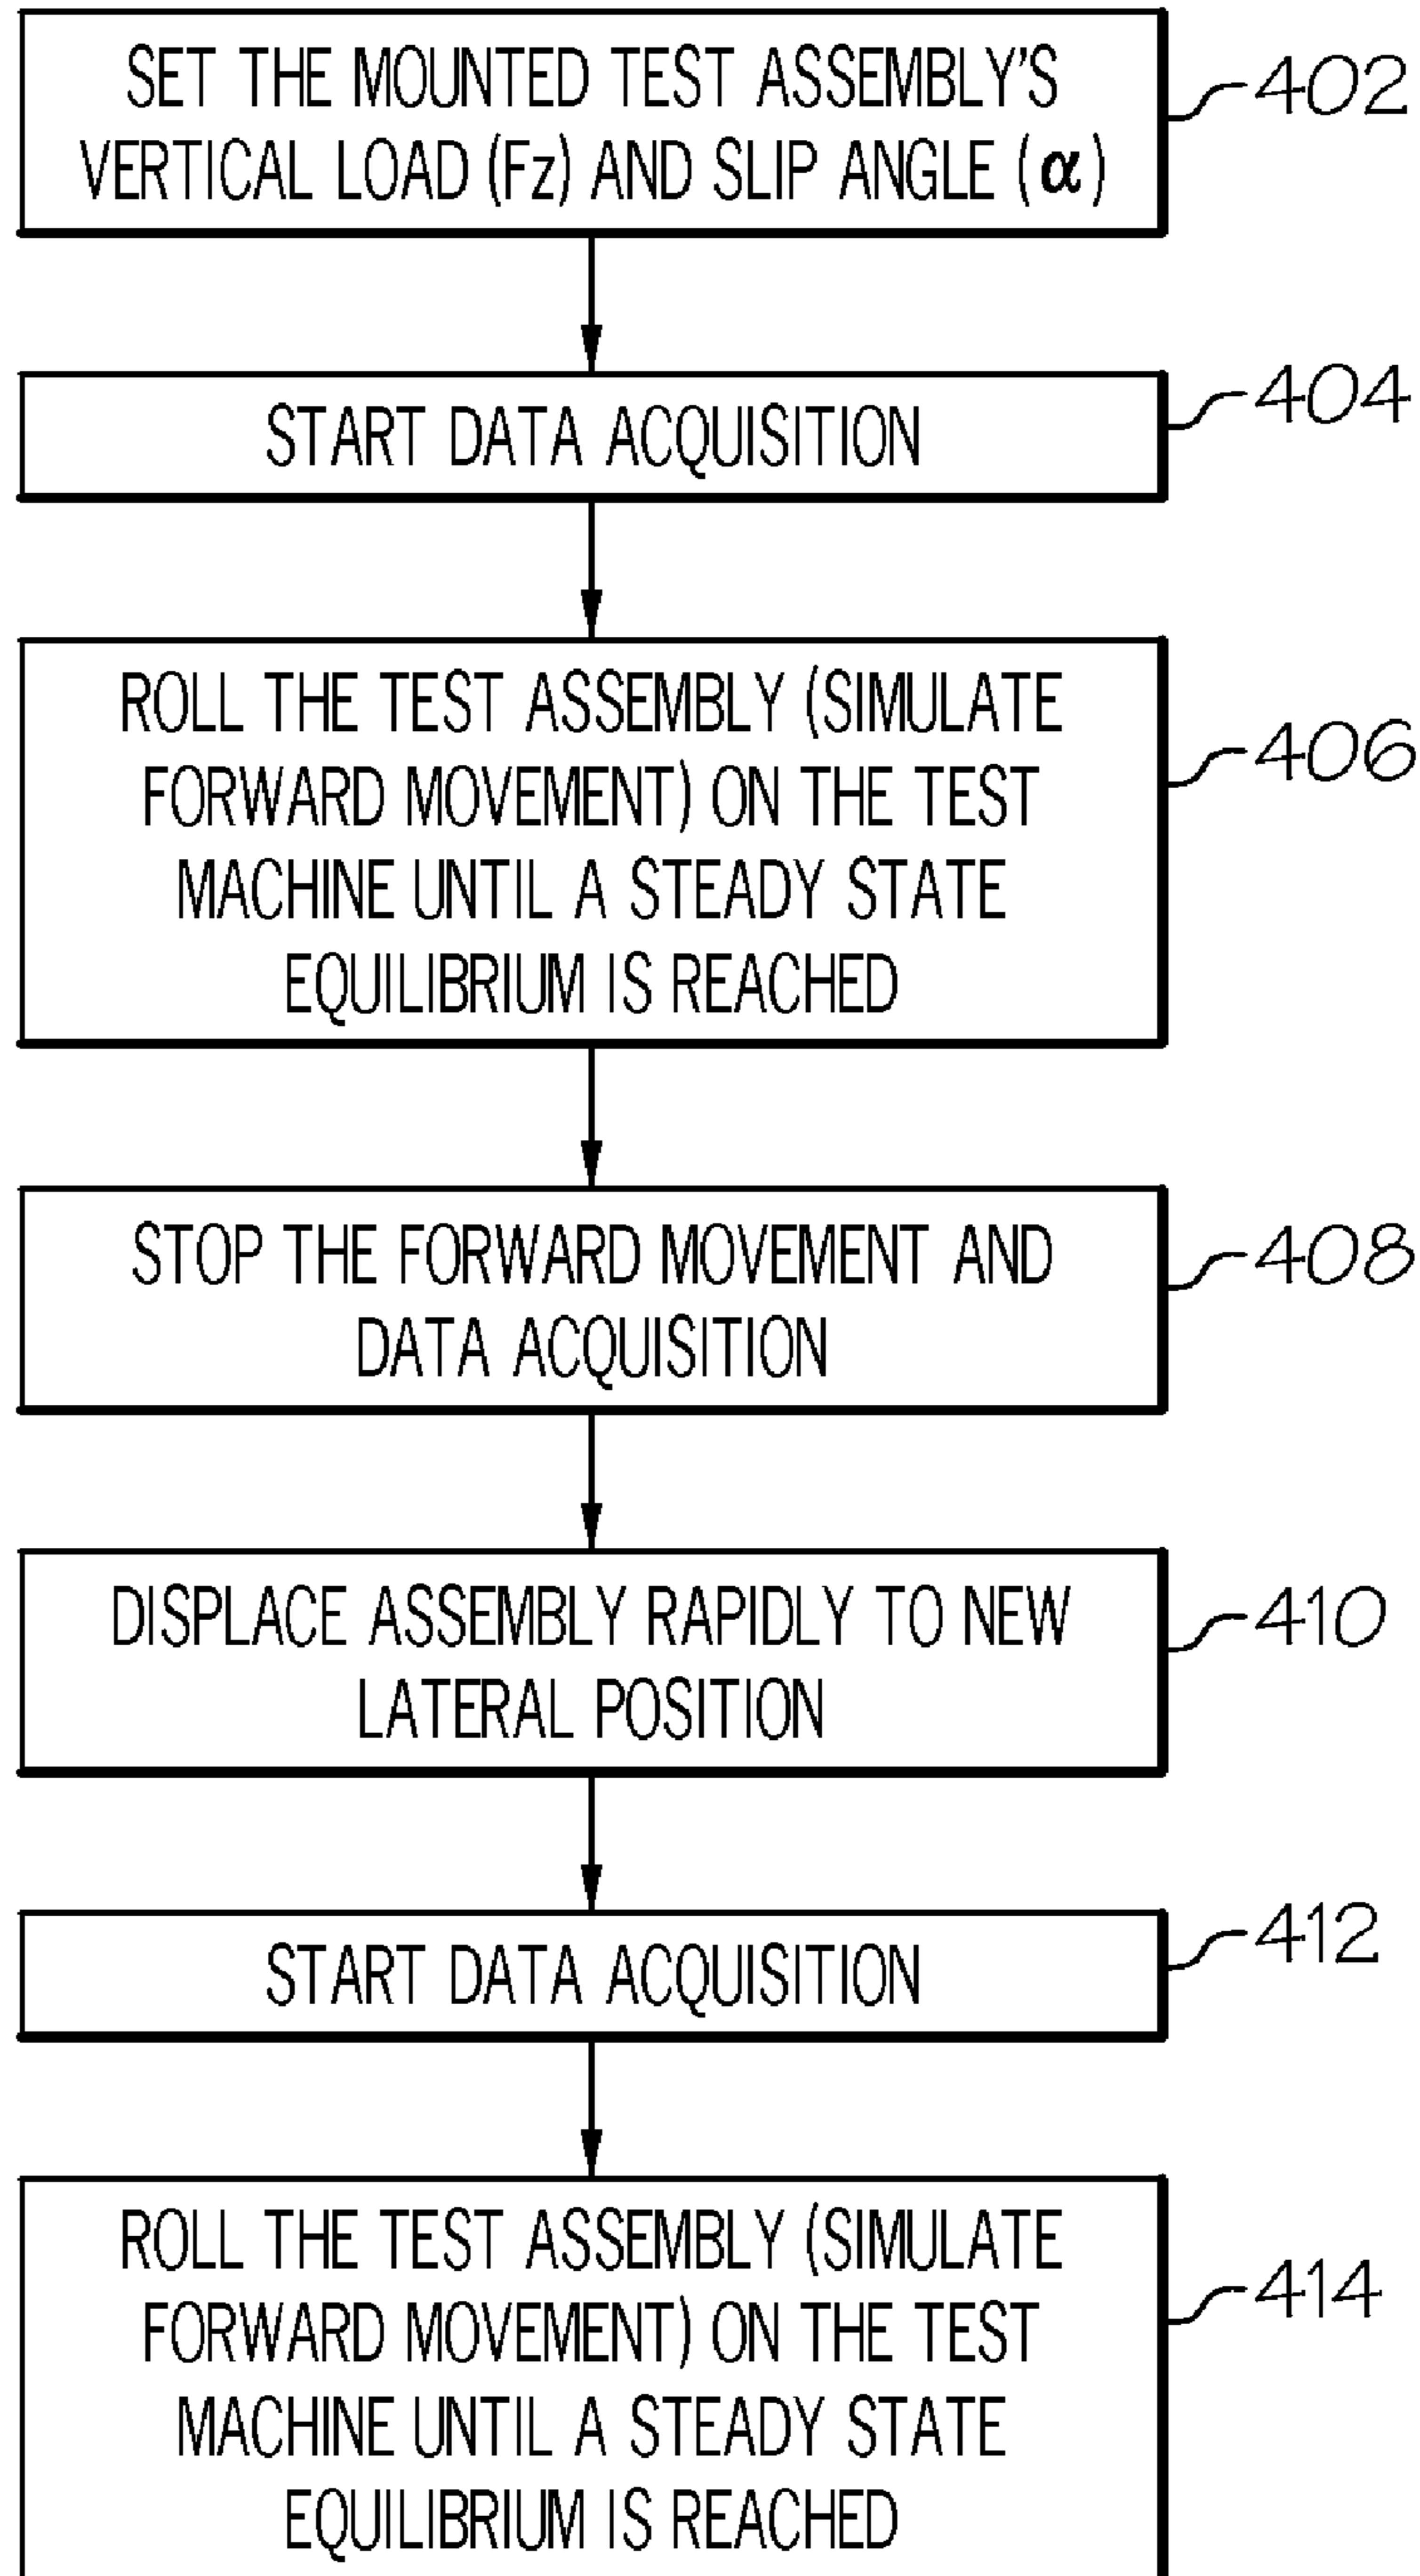 SET THE MOUNTED TEST ASSEMBLY'S
VERTICAL LOAD (Fz) AND SLIP ANGLE (α)
402
START DATA ACQUISITION
404
ROLL THE TEST ASSEMBLY (SIMULATE
FORWARD MOVEMENT) ON THE TEST
MACHINE UNTIL A STEADY STATE
EQUILIBRIUM IS REACHED
406
STOP THE FORWARD MOVEMENT AND
DATA ACQUISITION
408
DISPLACE ASSEMBLY RAPIDLY TO NEW
LATERAL POSITION
410
START DATA ACQUISITION
412
ROLL THE TEST ASSEMBLY (SIMULATE
FORWARD MOVEMENT) ON THE TEST
MACHINE UNTIL A STEADY STATE
EQUILIBRIUM IS REACHED
414